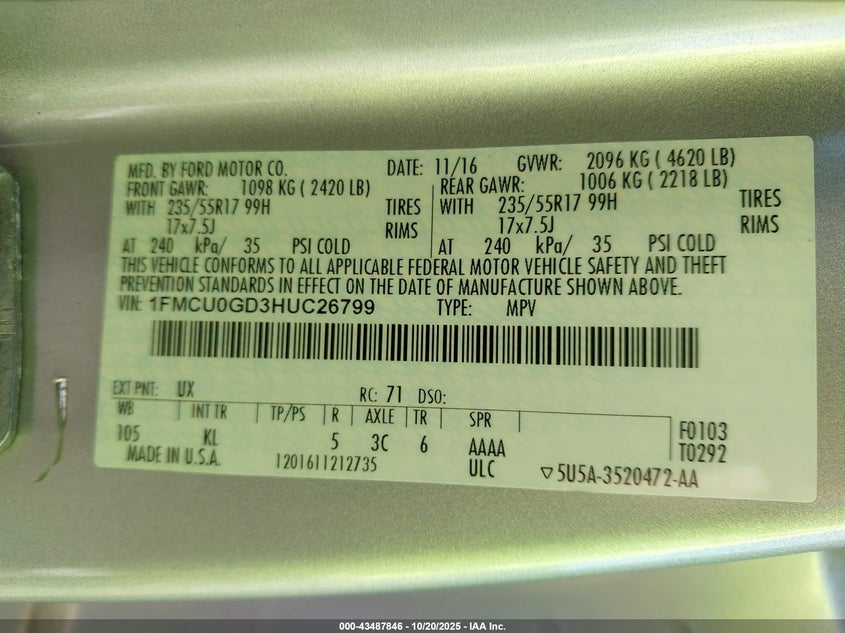 MFD. BY FORD MOTOR CO. DATE: 11/16 GVWR: 2096 KG ( 4620 LB)
FRONT GAWR: 1098 KG ( 2420 LB) REAR GAWR: 1006 KG ( 2218 LB)
WITH 235/55R17 99H TIRES WITH 235/55R17 99H TIRES
17x7.5J RIMS 17x7.5J RIMS
AT 240 kPa/ 35 PSI COLD AT 240 kPa/ 35 PSI COLD
THIS VEHICLE CONFORMS TO ALL APPLICABLE FEDERAL MOTOR VEHICLE SAFETY AND THEFT
PREVENTION STANDARDS IN EFFECT ON THE DATE OF MANUFACTURE SHOWN ABOVE.
VIN: 1FMCU0GD3HUC26799 TYPE: MPV
EXT PNT: UX RC: 71 DSO:
WB INT TR TP/PS R AXLE TR SPR
105 KL 5 3C 6 AAAA F0103
MADE IN U.S.A. 1201611212735 ULC T0292
▽5U5A-3520472-AA
000-43487846 - 10/20/2025 - IAA Inc.